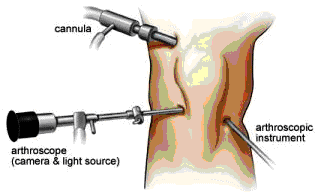 cannula
arthroscope
(camera & light source)
arthroscopic
instrument